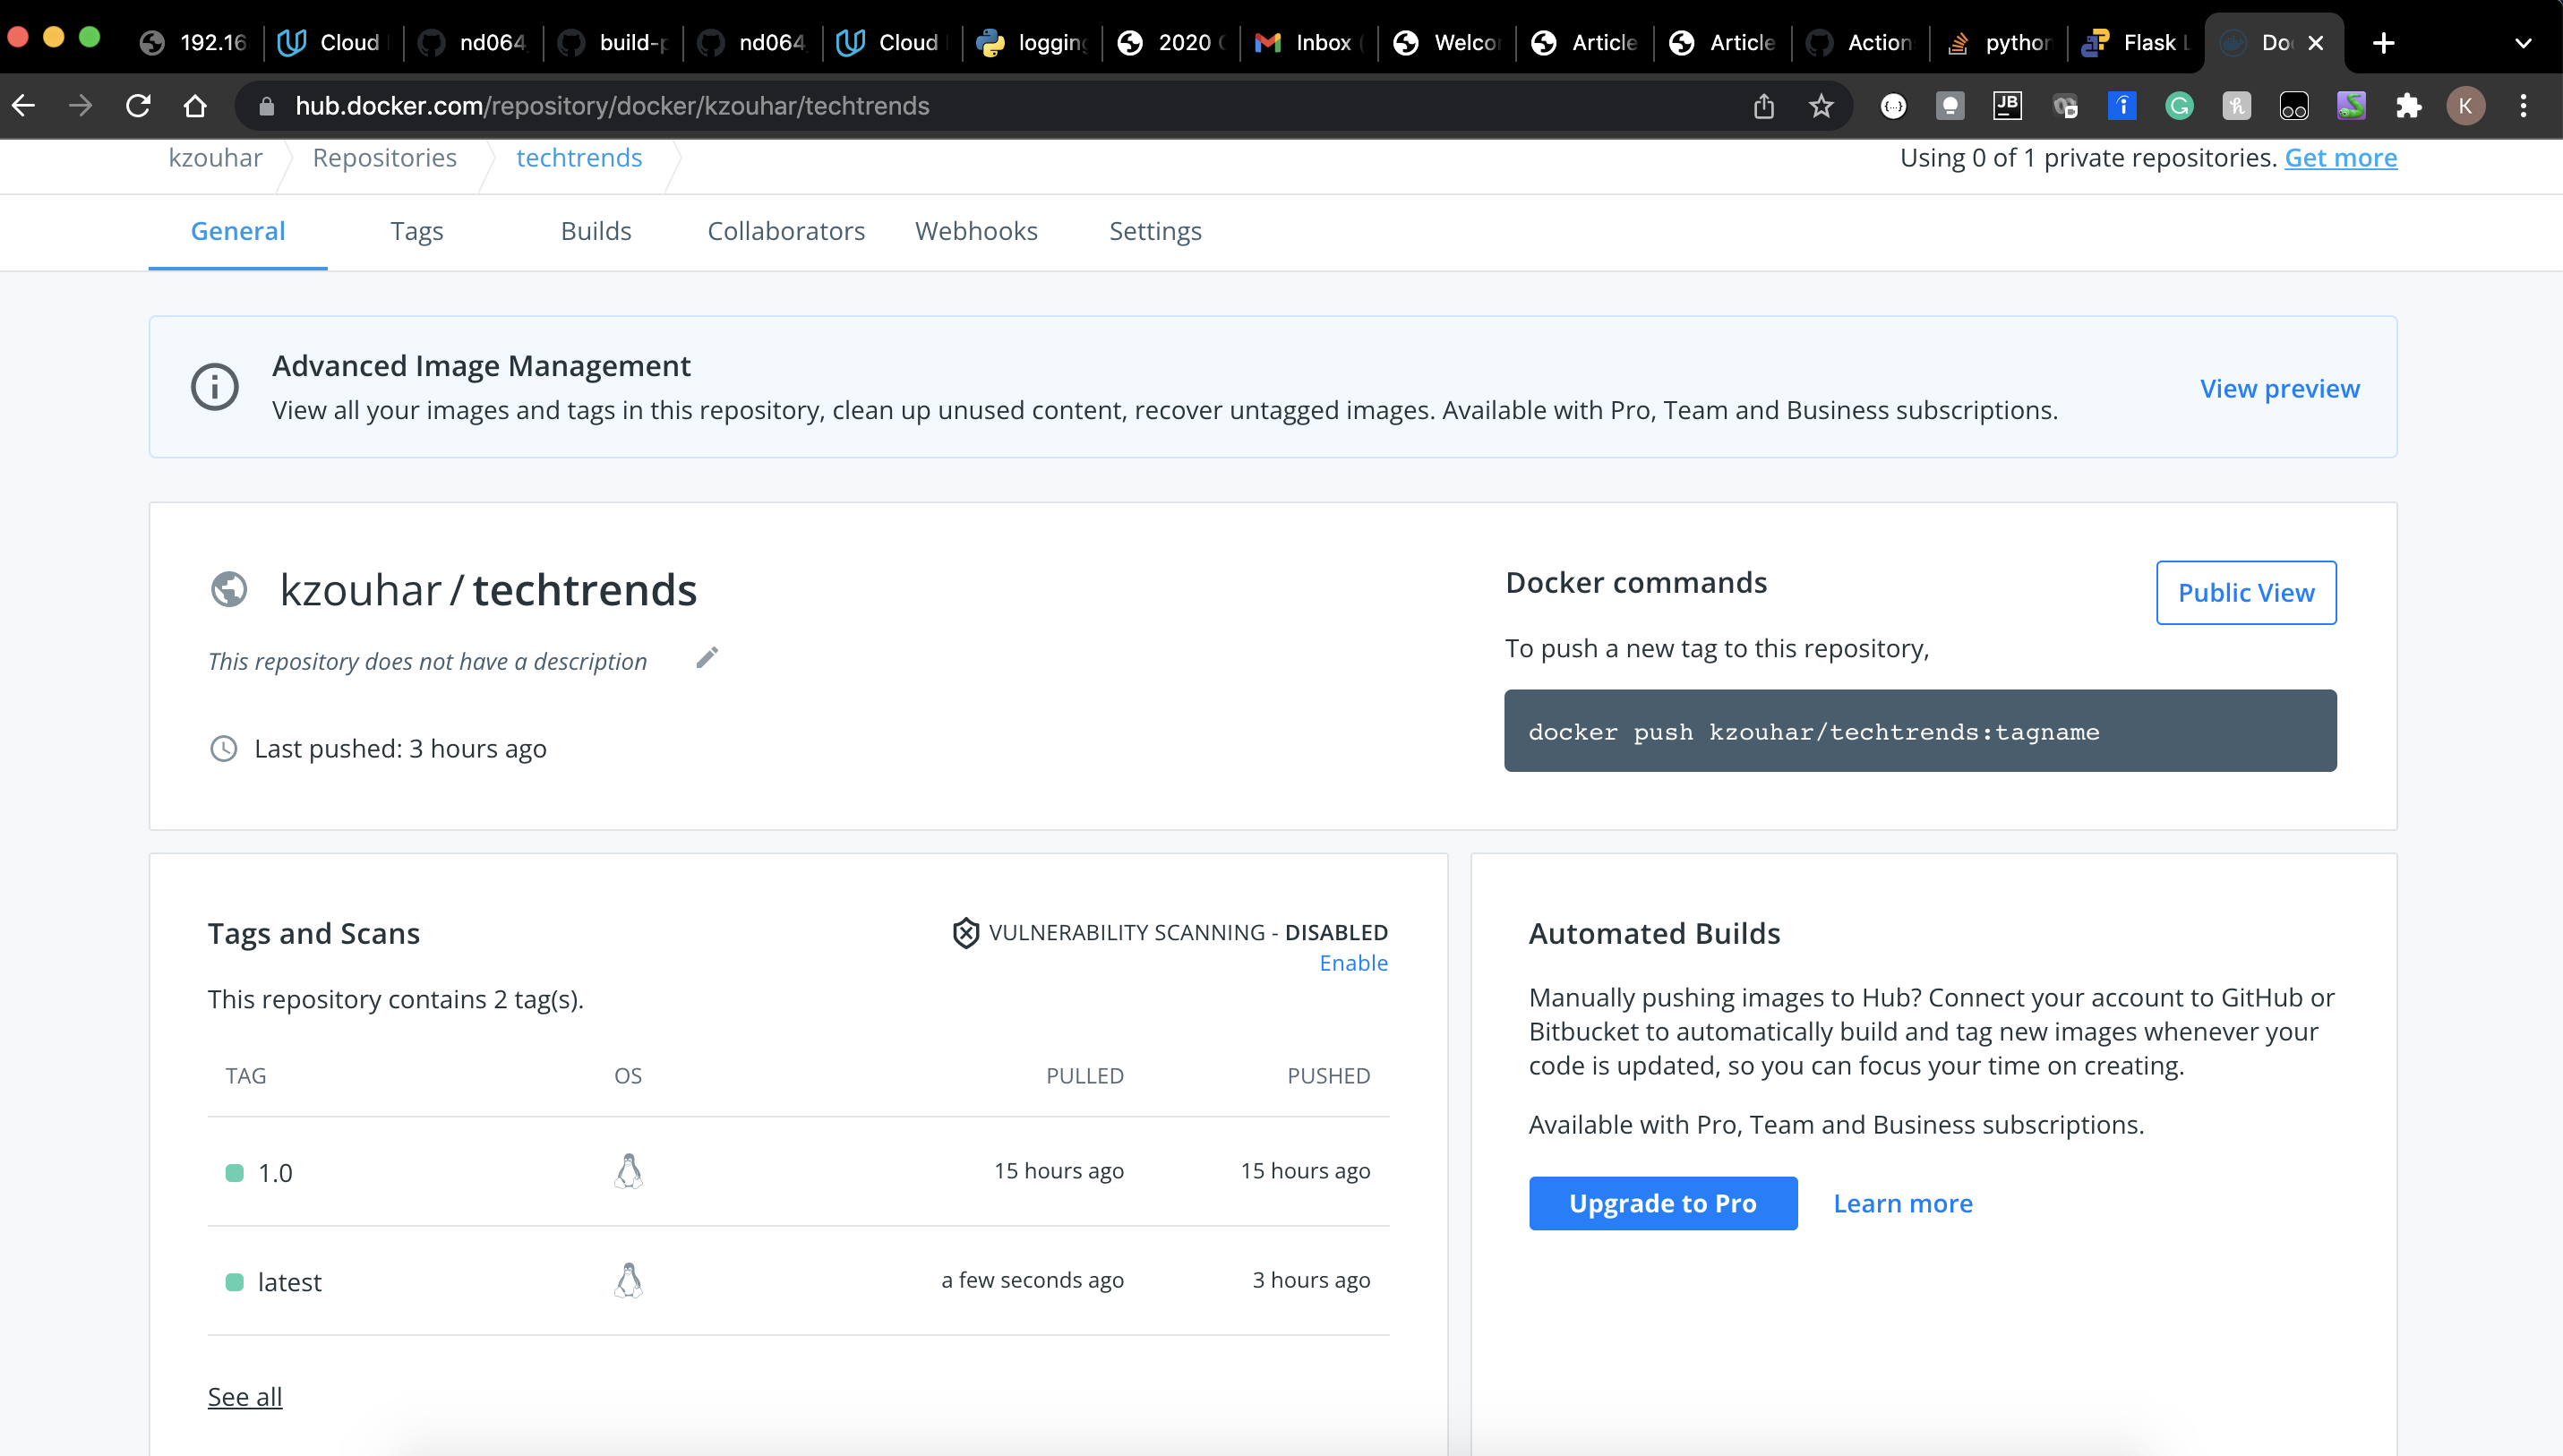 192.16
Cloud
nd064
build-p
nd064
Cloud
logging
2020
Inbox
Welco
Article
Article
Action
python
Flask L
Doc
hub.docker.com/repository/docker/kzouhar/techtrends
JB
K
kzouhar
Repositories
techtrends
Using 0 of 1 private repositories. Get more
General
Tags
Builds
Collaborators
Webhooks
Settings
Advanced Image Management
View all your images and tags in this repository, clean up unused content, recover untagged images. Available with Pro, Team and Business subscriptions.
View preview
kzouhar / techtrends
This repository does not have a description
Last pushed: 3 hours ago
Docker commands
Public View
To push a new tag to this repository,
docker push kzouhar/techtrends:tagname
Tags and Scans
VULNERABILITY SCANNING - DISABLED
Enable
This repository contains 2 tag(s).
TAG OS PULLED PUSHED
1.0 15 hours ago 15 hours ago
latest a few seconds ago 3 hours ago
See all
Automated Builds
Manually pushing images to Hub? Connect your account to GitHub or
Bitbucket to automatically build and tag new images whenever your
code is updated, so you can focus your time on creating.
Available with Pro, Team and Business subscriptions.
Upgrade to Pro
Learn more